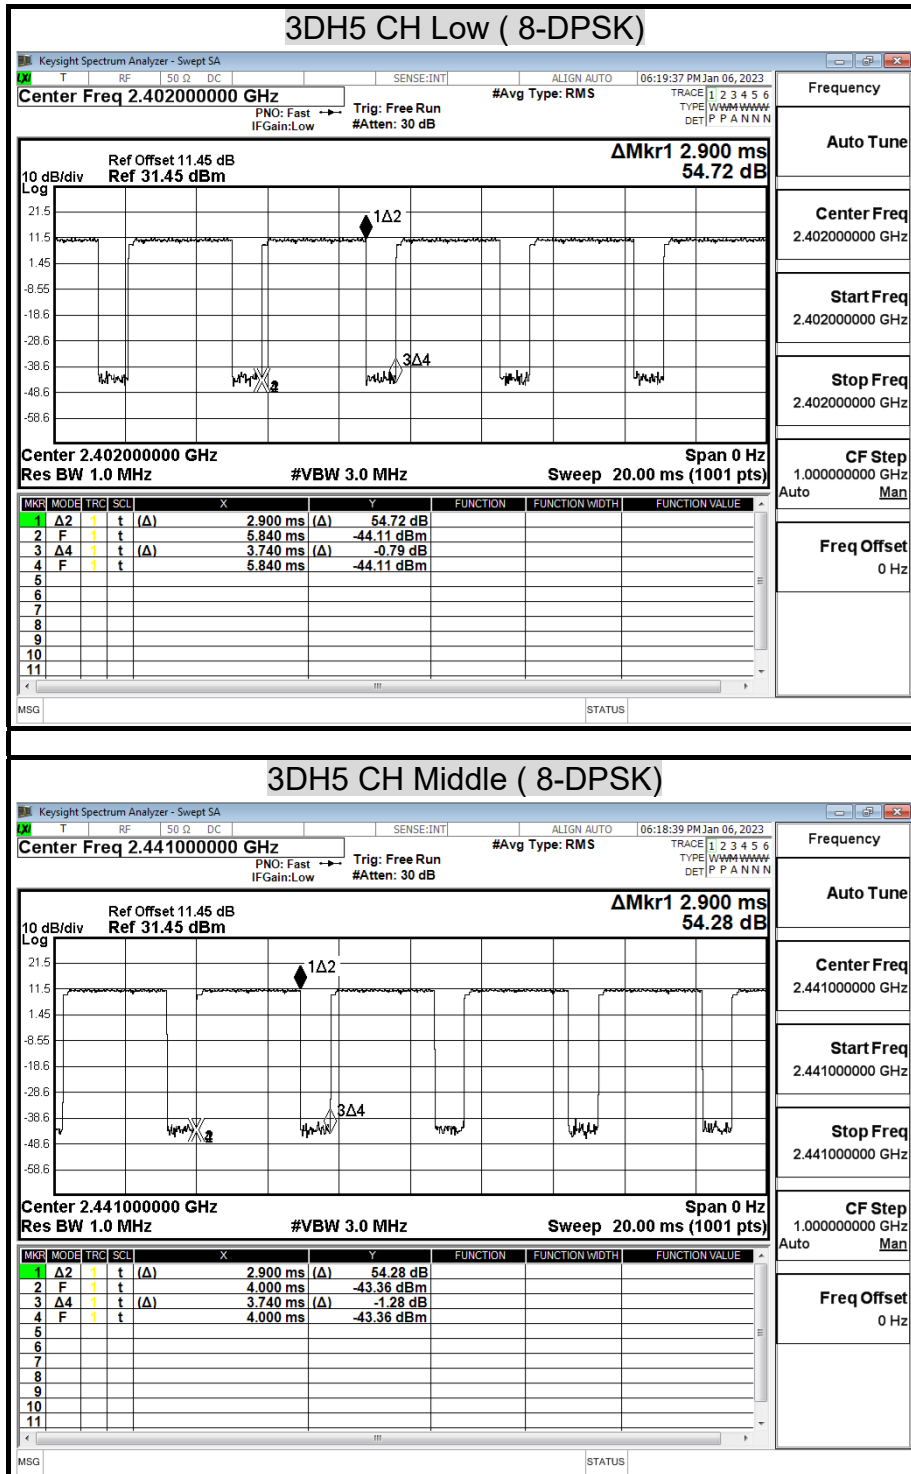 3DH5 CH Low ( 8-DPSK)
Keysight Spectrum Analyzer - Swept SA
LXI T RF 50 Ω DC SENSE:INT ALIGN AUTO 06:19:37 PM Jan 06, 2023
Center Freq 2.402000000 GHz #Avg Type: RMS TRACE 1 2 3 4 5 6
PNO: Fast Trig: Free Run TYPE WWMWWWW
IFGain:Low #Atten: 30 dB DET P P A N N N
Frequency
Auto Tune
Center Freq
2.402000000 GHz
Start Freq
2.402000000 GHz
Stop Freq
2.402000000 GHz
CF Step
1.000000000 GHz
Auto Man
Freq Offset
0 Hz
ΔMkr1 2.900 ms
54.72 dB
Ref Offset 11.45 dB
10 dB/div Ref 31.45 dBm
Log
21.5
11.5
1.45
-8.55
-18.6
-28.6
-38.6
-48.6
-58.6
1Δ2
3Δ4
Center 2.402000000 GHz Span 0 Hz
Res BW 1.0 MHz #VBW 3.0 MHz Sweep 20.00 ms (1001 pts)
MKR MODE TRC SCL X Y FUNCTION FUNCTION WIDTH FUNCTION VALUE
1 Δ2 1 t (Δ) 2.900 ms (Δ) 54.72 dB
2 F 1 t 5.840 ms -44.11 dBm
3 Δ4 1 t (Δ) 3.740 ms (Δ) -0.79 dB
4 F 1 t 5.840 ms -44.11 dBm
5
6
7
8
9
10
11
MSG STATUS
3DH5 CH Middle ( 8-DPSK)
Keysight Spectrum Analyzer - Swept SA
LXI T RF 50 Ω DC SENSE:INT ALIGN AUTO 06:18:39 PM Jan 06, 2023
Center Freq 2.441000000 GHz #Avg Type: RMS TRACE 1 2 3 4 5 6
PNO: Fast Trig: Free Run TYPE WWMWWWW
IFGain:Low #Atten: 30 dB DET P P A N N N
Frequency
Auto Tune
Center Freq
2.441000000 GHz
Start Freq
2.441000000 GHz
Stop Freq
2.441000000 GHz
CF Step
1.000000000 GHz
Auto Man
Freq Offset
0 Hz
ΔMkr1 2.900 ms
54.28 dB
Ref Offset 11.45 dB
10 dB/div Ref 31.45 dBm
Log
21.5
11.5
1.45
-8.55
-18.6
-28.6
-38.6
-48.6
-58.6
1Δ2
3Δ4
Center 2.441000000 GHz Span 0 Hz
Res BW 1.0 MHz #VBW 3.0 MHz Sweep 20.00 ms (1001 pts)
MKR MODE TRC SCL X Y FUNCTION FUNCTION WIDTH FUNCTION VALUE
1 Δ2 1 t (Δ) 2.900 ms (Δ) 54.28 dB
2 F 1 t 4.000 ms -43.36 dBm
3 Δ4 1 t (Δ) 3.740 ms (Δ) -1.28 dB
4 F 1 t 4.000 ms -43.36 dBm
5
6
7
8
9
10
11
MSG STATUS